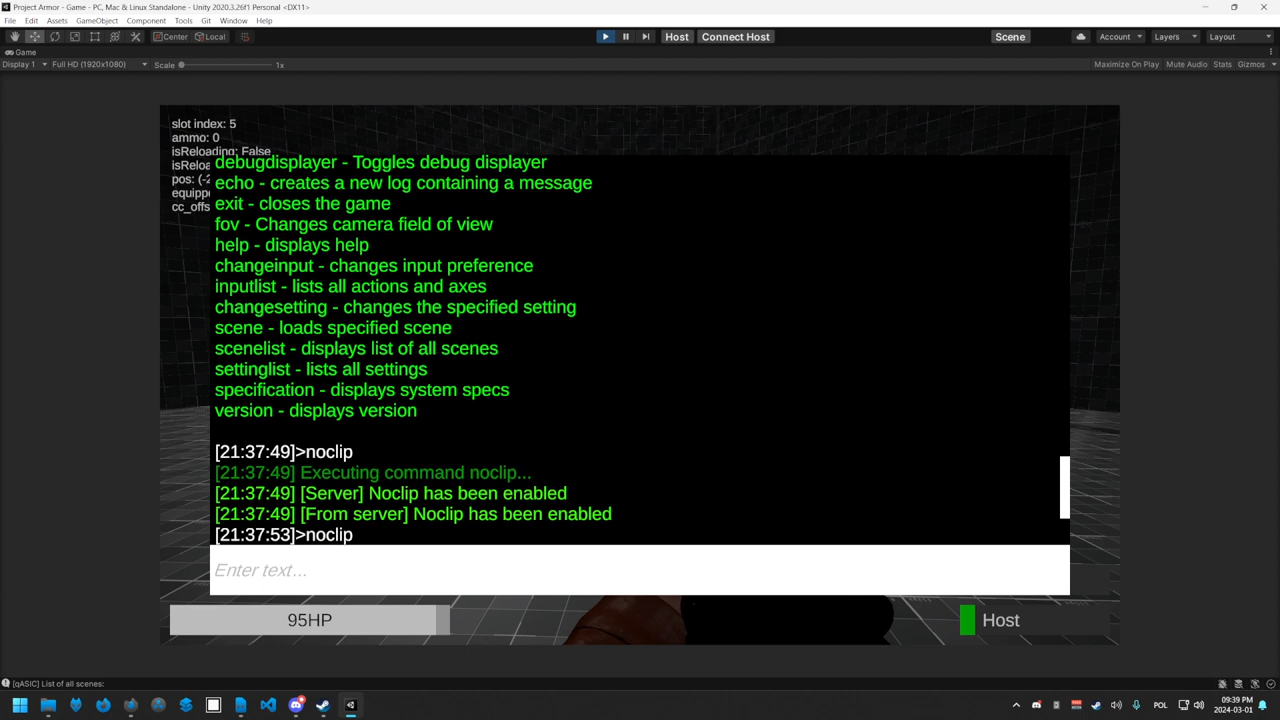 Project Armor - Game - PC, Mac & Linux Standalone - Unity 2020.3.26f1 Personal <DX11>
File Edit Assets GameObject Component Tools Git Window Help
Center Local Host Connect Host Scene Account Layers Layout
Game
Display 1 Full HD (1920x1080) Scale 1x Maximize On Play Mute Audio Stats Gizmos
slot index: 5
ammo: 0
isReloading: False
isRelo
pos: (-2
equipp
cc_offs
debugdisplayer - Toggles debug displayer
echo - creates a new log containing a message
exit - closes the game
fov - Changes camera field of view
help - displays help
changeinput - changes input preference
inputlist - lists all actions and axes
changesetting - changes the specified setting
scene - loads specified scene
scenelist - displays list of all scenes
settinglist - lists all settings
specification - displays system specs
version - displays version
[21:37:49]>noclip
[21:37:49] Executing command noclip...
[21:37:49] [Server] Noclip has been enabled
[21:37:49] [From server] Noclip has been enabled
[21:37:53]>noclip
Enter text...
95HP
Host
[qASIC] List of all scenes:
POL
09:39 PM
2024-03-01